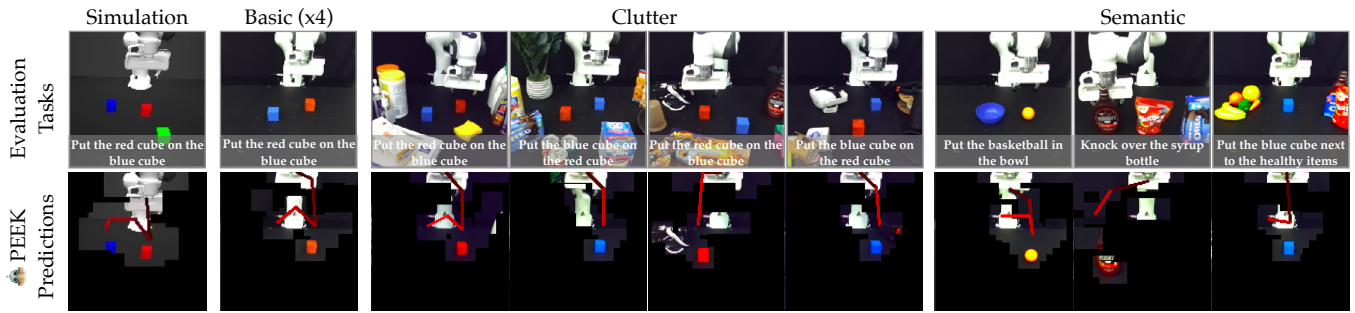 Simulation
Basic (x4)
Clutter
Semantic
Evaluation
Tasks
Put the red cube on the
blue cube
Put the red cube on the
blue cube
Put the red cube on the
blue cube
Put the blue cube on
the red cube
Put the red cube on the
blue cube
Put the blue cube on
the red cube
Put the basketball in
the bowl
Knock over the syrup
bottle
Put the blue cube next
to the healthy items
OREO
PEEK
Predictions